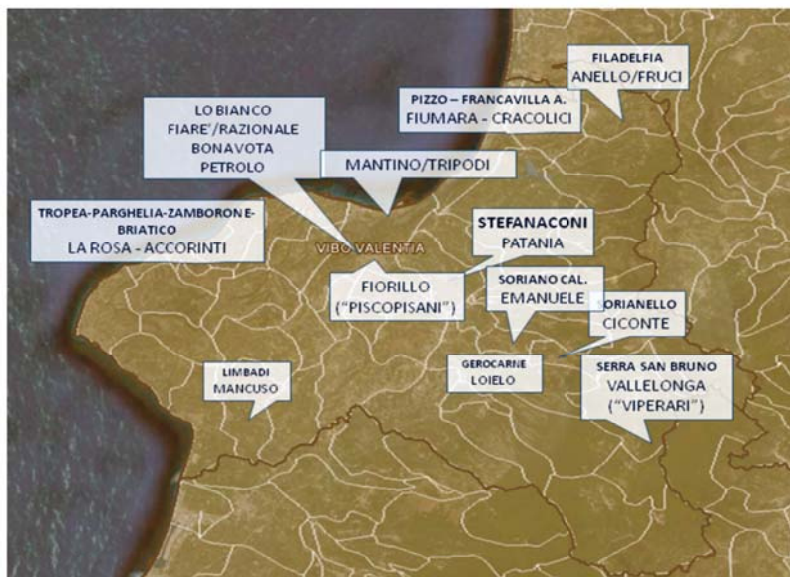 FILADELFIA
ANELLO/FRUCI
PIZZO – FRANCAVILLA A.
FIUMARA - CRACOLICI
LO BIANCO
FIARE'/RAZIONALE
BONAVOTA
PETROLO
MANTINO/TRIPODI
TROPEA-PARGHELIA-ZAMBORONE-
BRIATICO
LA ROSA - ACCORINTI
VIBO VALENTIA
STEFANACONI
PATANIA
FIORILLO
("PISCOPISANI")
SORIANO CAL.
EMANUELE
SORIANELLO
CICONTE
LIMBADI
MANCUSO
GEROCARNE
LOIELO
SERRA SAN BRUNO
VALLELONGA
("VIPERARI")